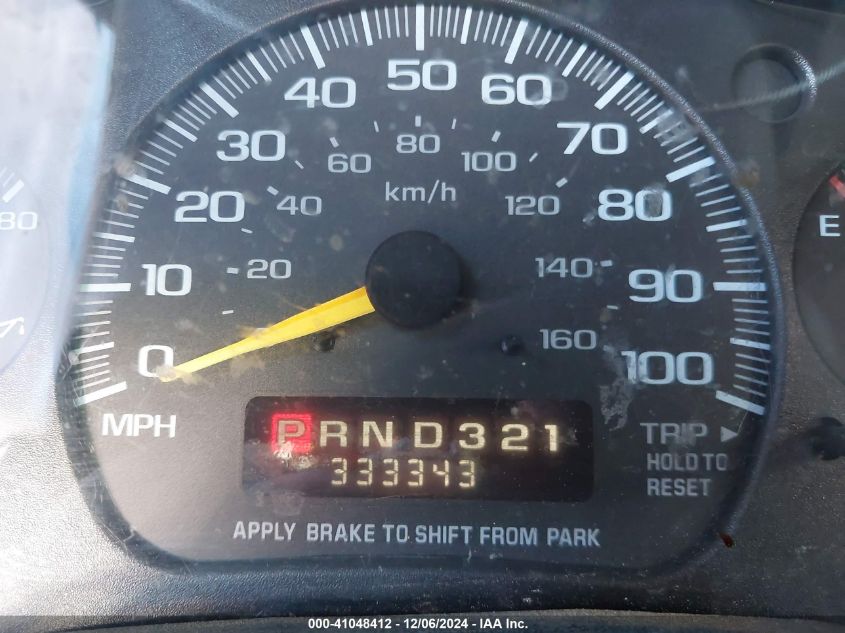 50
40 60
30 80 70
60 100
km/h
20 40 120 80
80
E
10 20 140 90
160
0 100
MPH
PRND321
TRIP
333343
HOLD TO
RESET
APPLY BRAKE TO SHIFT FROM PARK
000-41048412 - 12/06/2024 - IAA Inc.